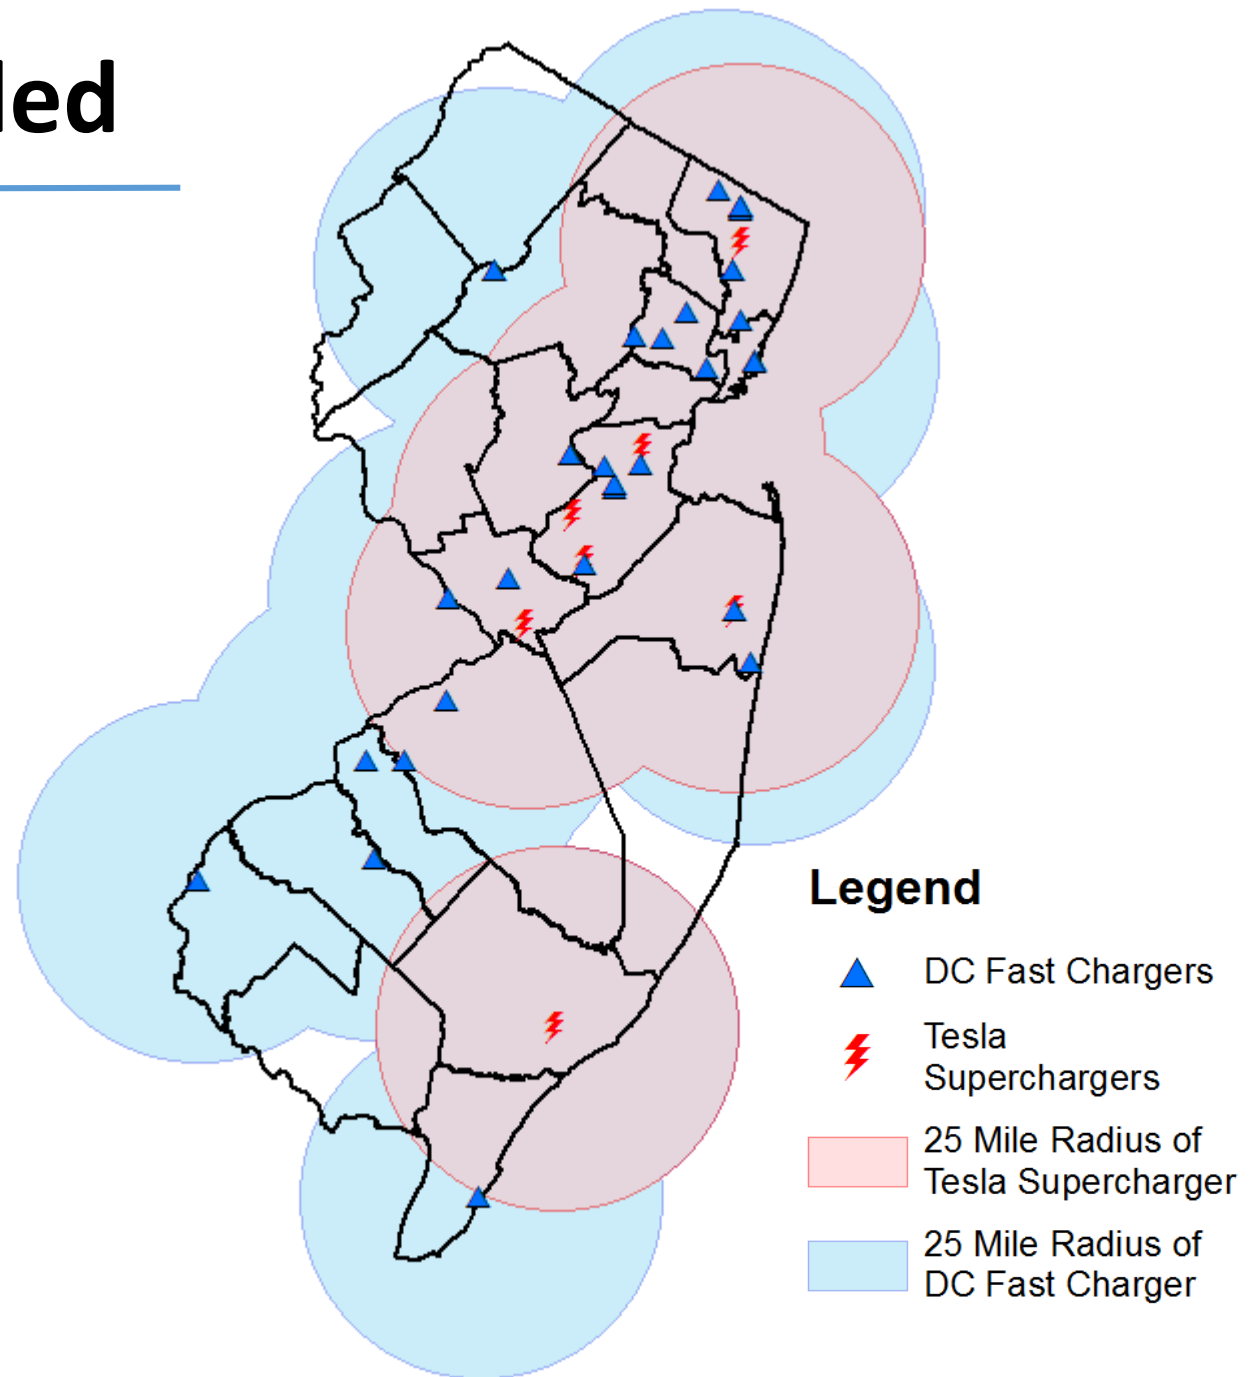 Legend
DC Fast Chargers
Tesla
Superchargers
25 Mile Radius of
Tesla Supercharger
25 Mile Radius of
DC Fast Charger